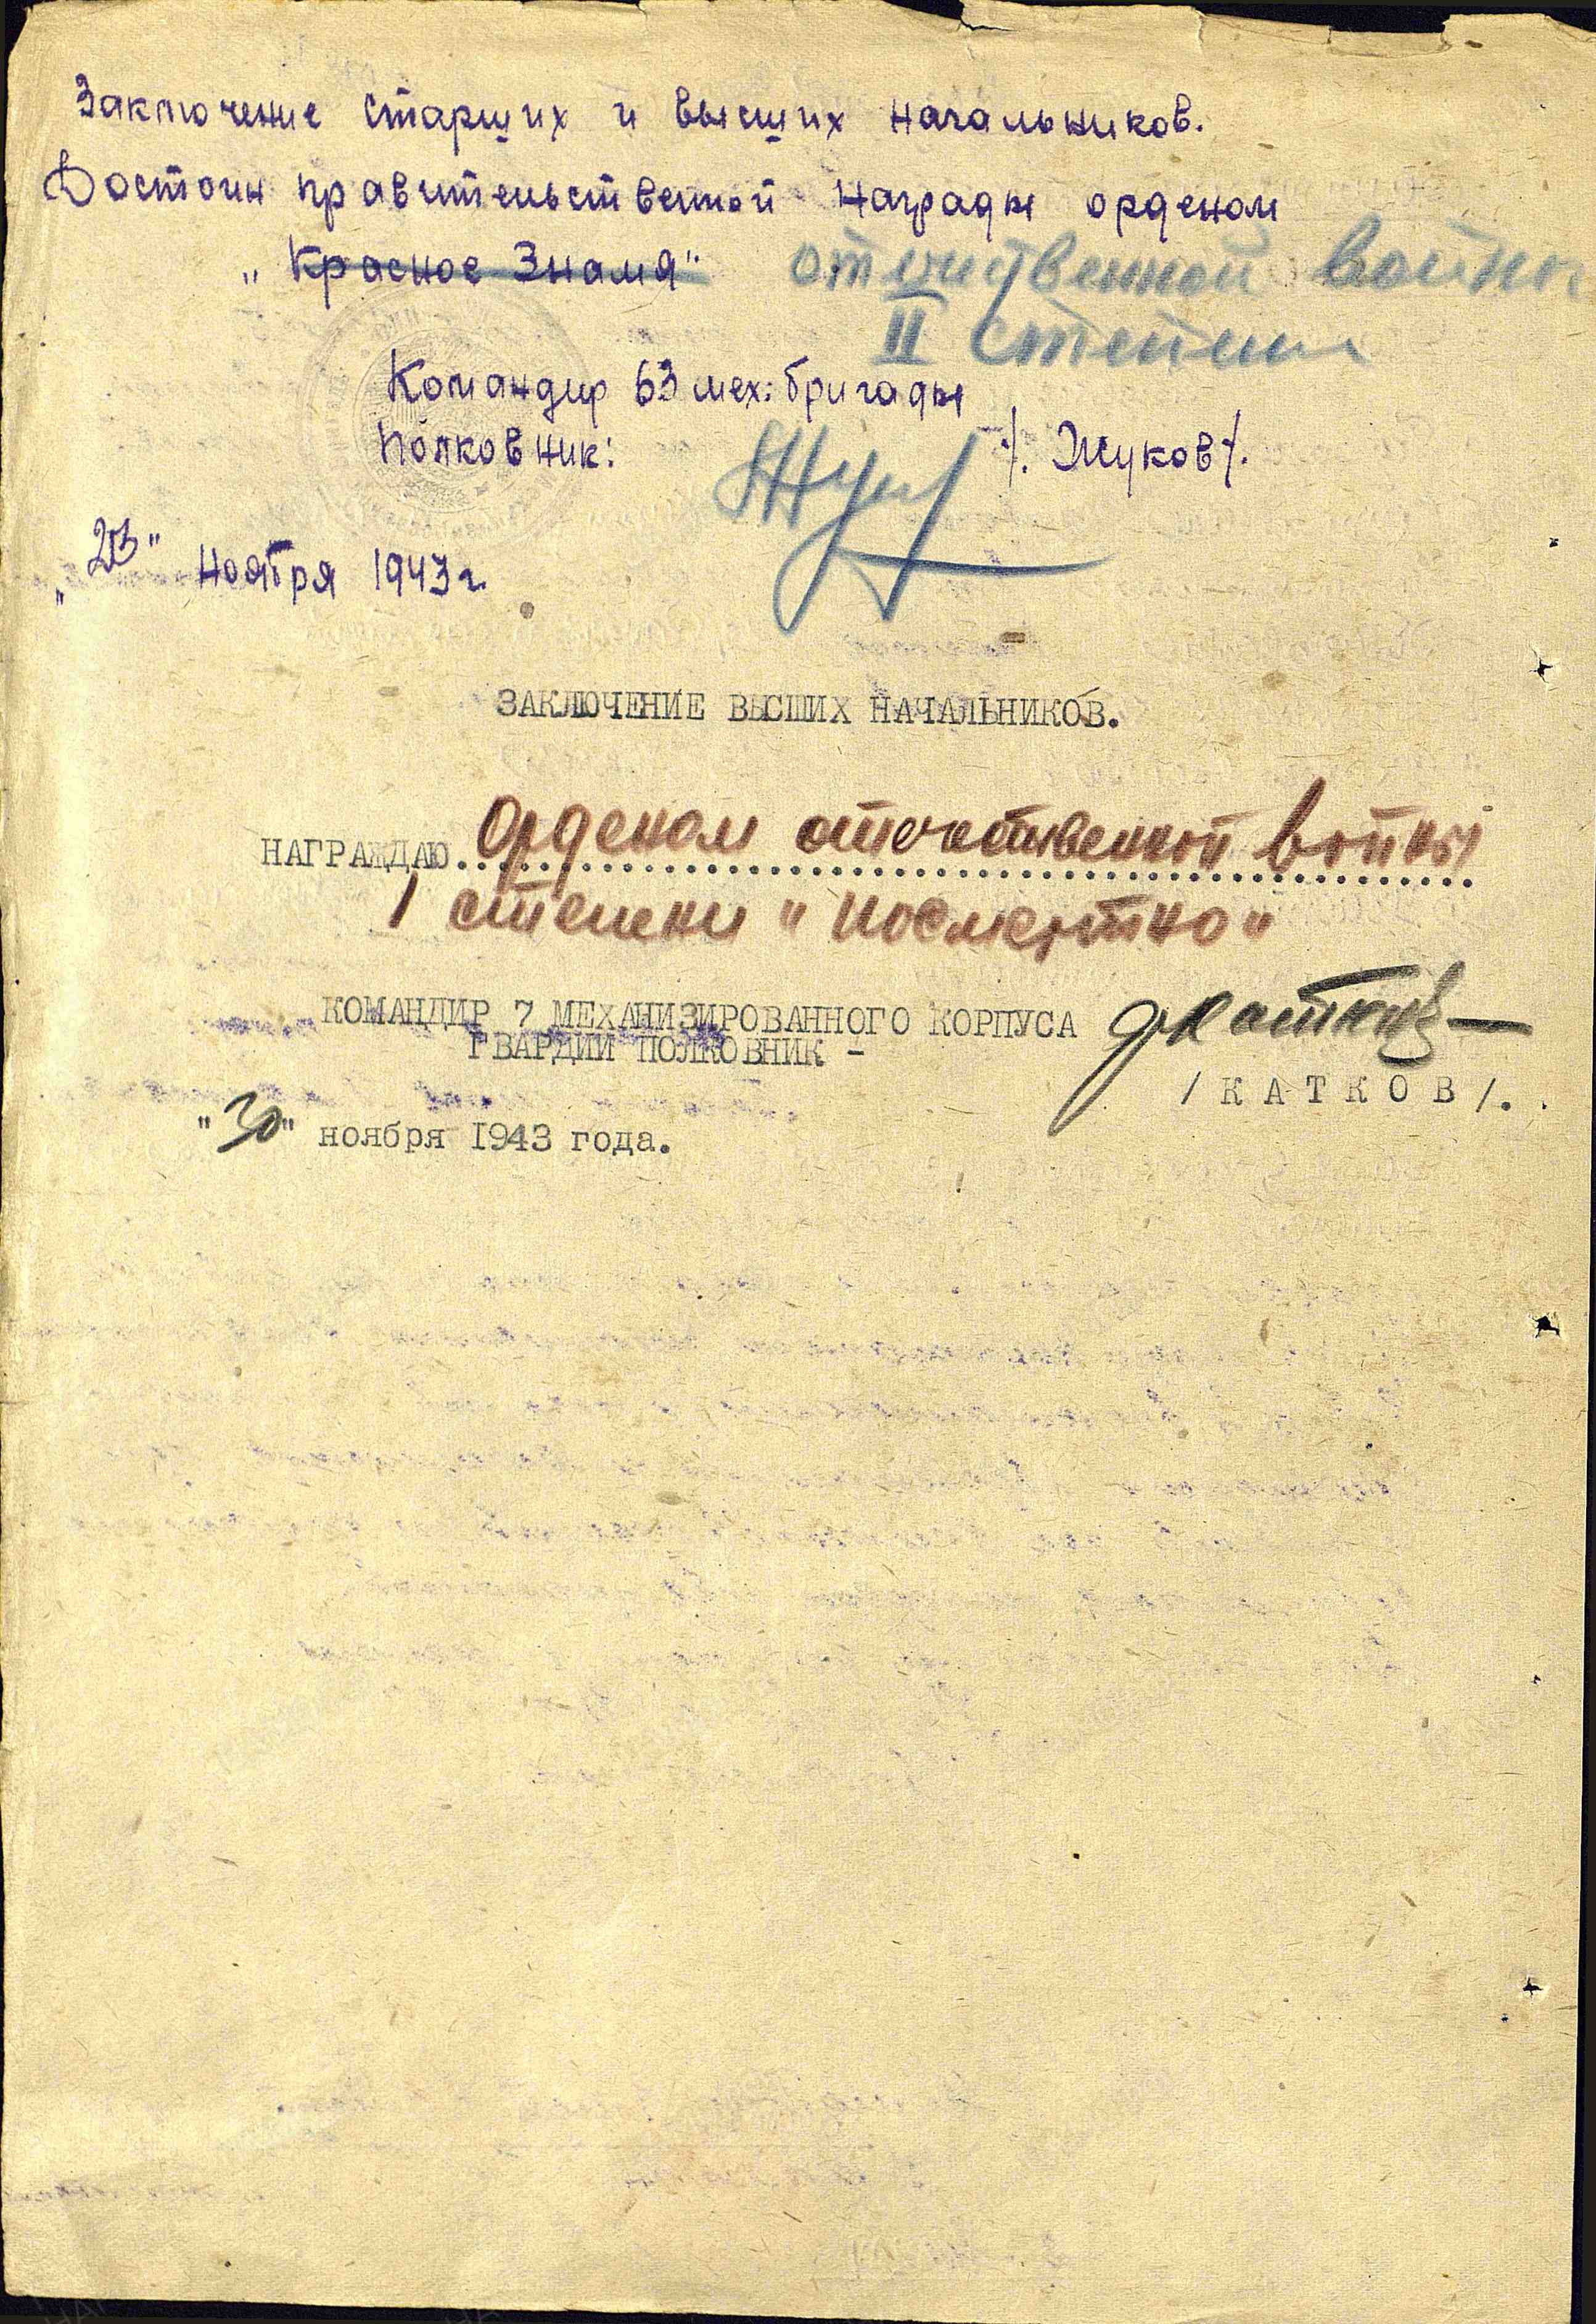 Заключение старших и высших начальников.
Достоин правительственной награды орденом
„Красное Знамя" отечественной войны
II степени
Командир 63 мех. бригады
Полковник: /. Жуков/.
„23" Ноября 1943 г.
ЗАКЛЮЧЕНИЕ ВЫСШИХ НАЧАЛЬНИКОВ.
НАГРАЖДАЮ Орденом отечественной войны
I степени "посмертно"
КОМАНДИР 7 МЕХАНИЗИРОВАННОГО КОРПУСА
ГВАРДИИ ПОЛКОВНИК -
/КАТКОВ/.
"30" ноября 1943 года.